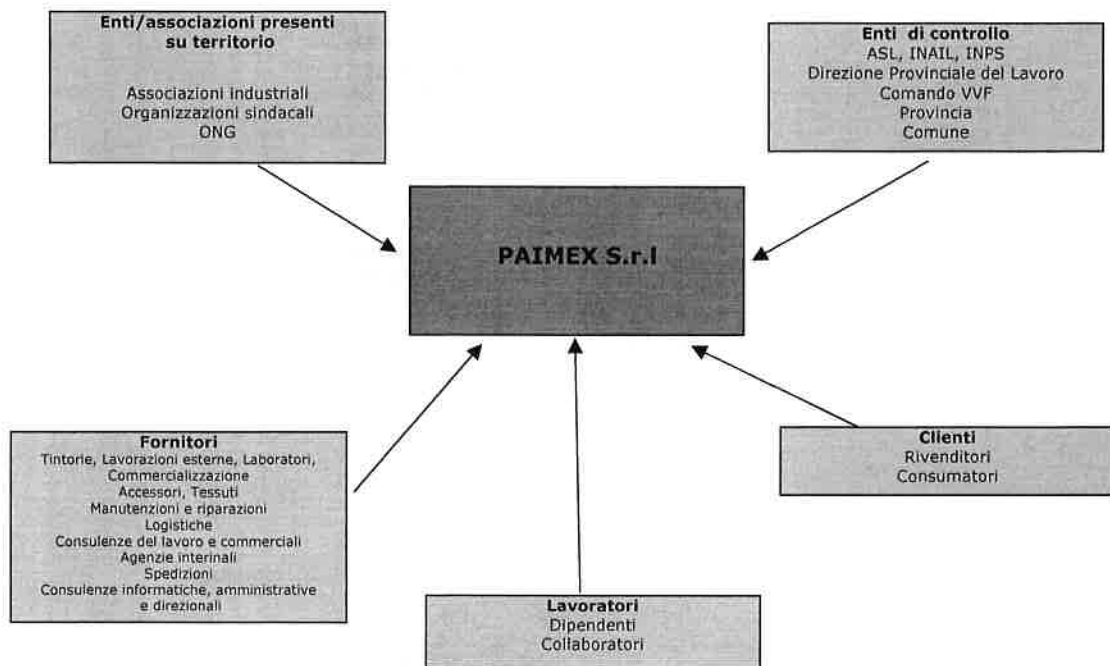 Enti/associazioni presenti
su territorio
Associazioni industriali
Organizzazioni sindacali
ONG
Enti di controllo
ASL, INAIL, INPS
Direzione Provinciale del Lavoro
Comando VVF
Provincia
Comune
PAIMEX S.r.l
Fornitori
Tintorie, Lavorazioni esterne, Laboratori,
Commercializzazione
Accessori, Tessuti
Manutenzioni e riparazioni
Logistiche
Consulenze del lavoro e commerciali
Agenzie interinali
Spedizioni
Consulenze informatiche, amministrative
e direzionali
Lavoratori
Dipendenti
Collaboratori
Clienti
Rivenditori
Consumatori